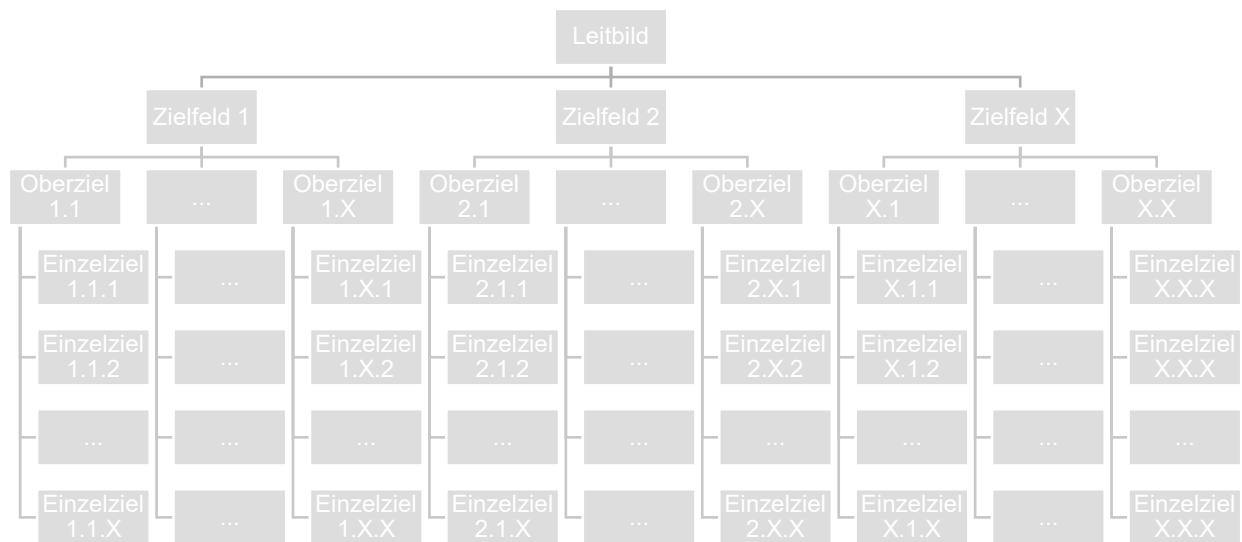 Leitbild
Zielfeld 1
Zielfeld 2
Zielfeld X
Oberziel
1.1
...
Oberziel
1.X
Oberziel
2.1
...
Oberziel
2.X
Oberziel
X.1
...
Oberziel
X.X
Einzelziel
1.1.1
...
Einzelziel
1.X.1
Einzelziel
2.1.1
...
Einzelziel
2.X.1
Einzelziel
X.1.1
...
Einzelziel
X.X.X
Einzelziel
1.1.2
...
Einzelziel
1.X.2
Einzelziel
2.1.2
...
Einzelziel
2.X.2
Einzelziel
X.1.2
...
Einzelziel
X.X.X
...
...
...
...
...
...
...
...
...
Einzelziel
1.1.X
...
Einzelziel
1.X.X
Einzelziel
2.1.X
...
Einzelziel
2.X.X
Einzelziel
X.1.X
...
Einzelziel
X.X.X